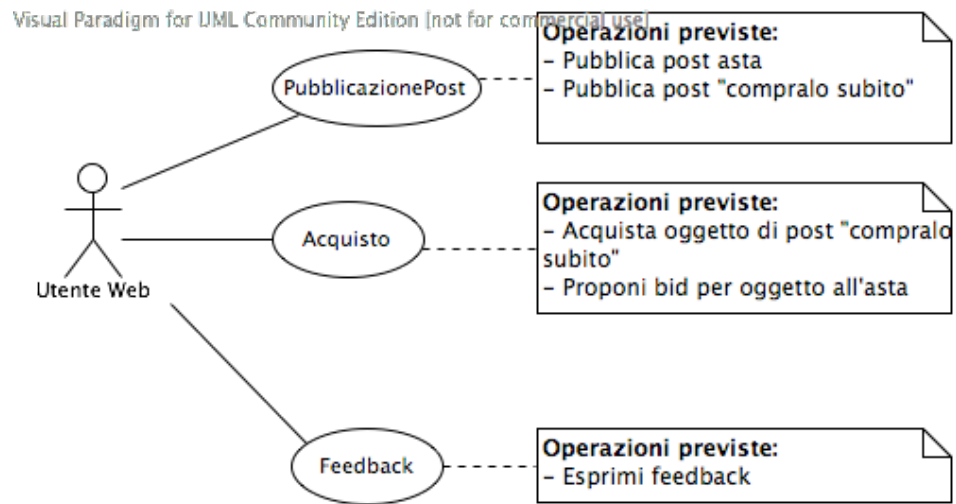 Visual Paradigm for UML Community Edition [not for commercial use]
Operazioni previste:
– Pubblica post asta
– Pubblica post "compralo subito"
PubblicazionePost
Operazioni previste:
– Acquista oggetto di post "compralo
subito"
– Proponi bid per oggetto all'asta
Acquisto
Utente Web
Operazioni previste:
– Esprimi feedback
Feedback